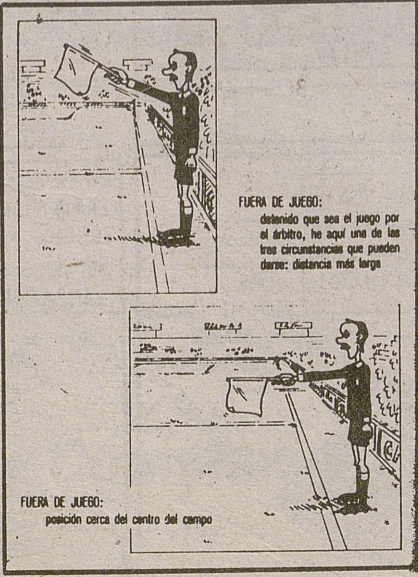 FUERA DE JUEGO:
detenido que sea el juego por
el árbitro, he aquí una de las
tres circunstancias que pueden
darse: distancia más larga
FUERA DE JUEGO:
posición cerca del centro del campo